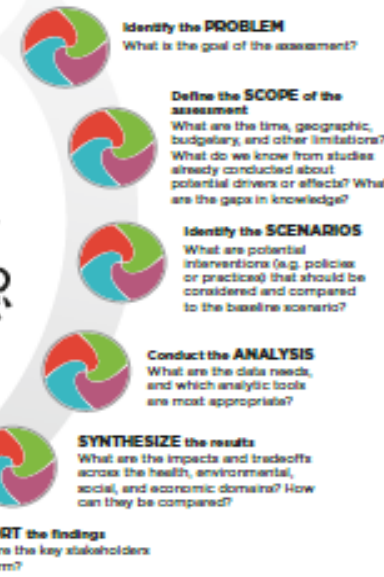 Identify the PROBLEM
What is the goal of the assessment?
Define the SCOPE of the
assessment
What are the time, geographic,
budgetary, and other limitations?
What do we know from studies
already conducted about
potential drivers or effects? What
are the gaps in knowledge?
Identify the SCENARIOS
What are potential
interventions (e.g. policies
or practices) that should be
considered and compared
to the baseline scenario?
Conduct the ANALYSIS
What are the data needs,
and which analytic tools
are most appropriate?
SYNTHESIZE the results
What are the impacts and tradeoffs
across the health, environmental,
social, and economic domains? How
can they be compared?
RT the findings
re the key stakeholders
rm?